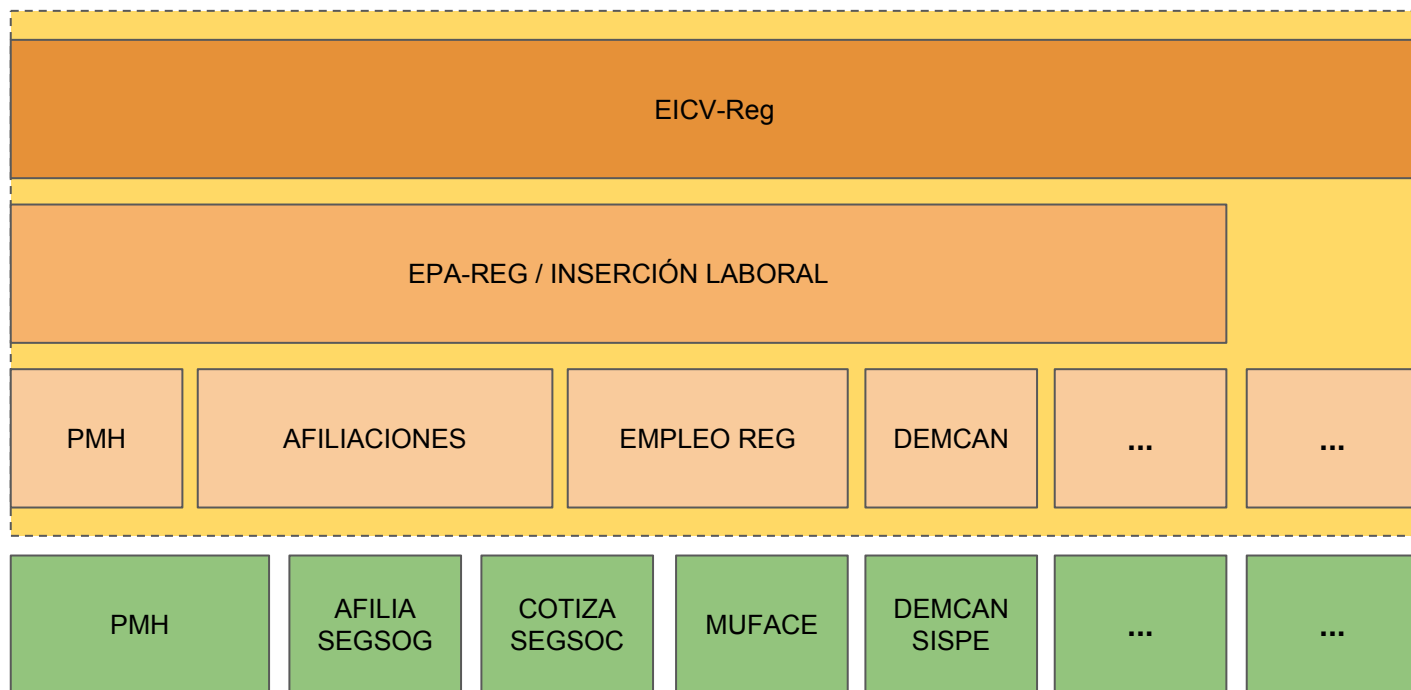 EICV-Reg
EPA-REG / INSERCIÓN LABORAL
PMH
AFILIACIONES
EMPLEO REG
DEMCAN
...
...
PMH
AFILIA
SEGSOG
COTIZA
SEGSOC
MUFACE
DEMCAN
SISPE
...
...